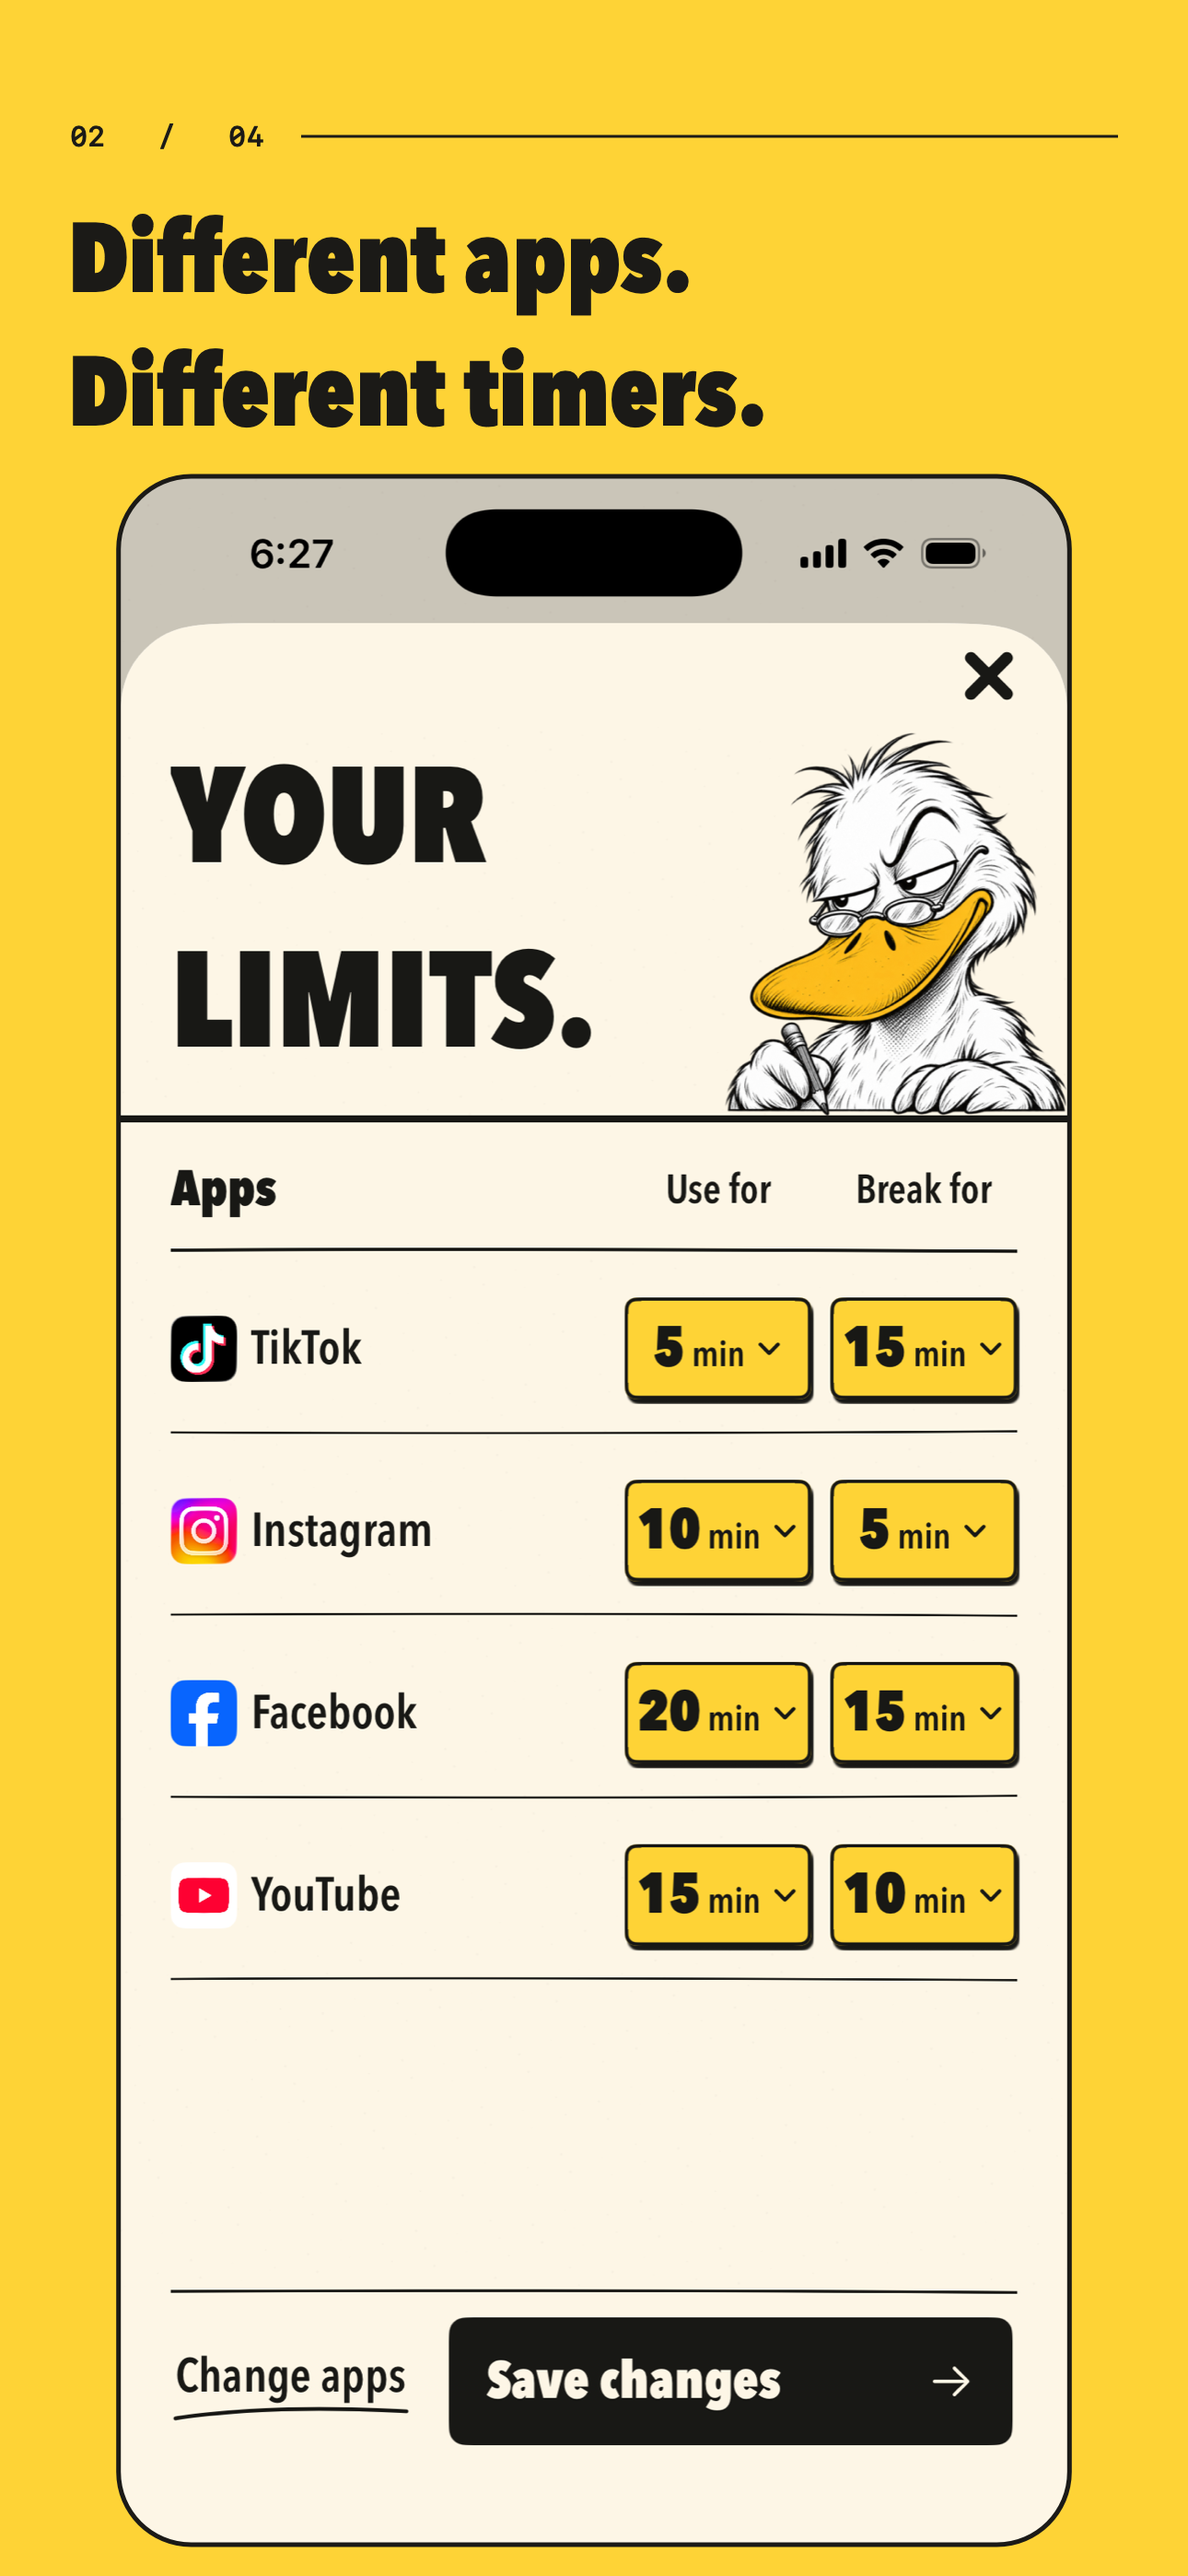 02 / 04
Different apps.
Different timers.
6:27
YOUR
LIMITS.
Apps Use for Break for
TikTok 5 min 15 min
Instagram 10 min 5 min
Facebook 20 min 15 min
YouTube 15 min 10 min
Change apps Save changes